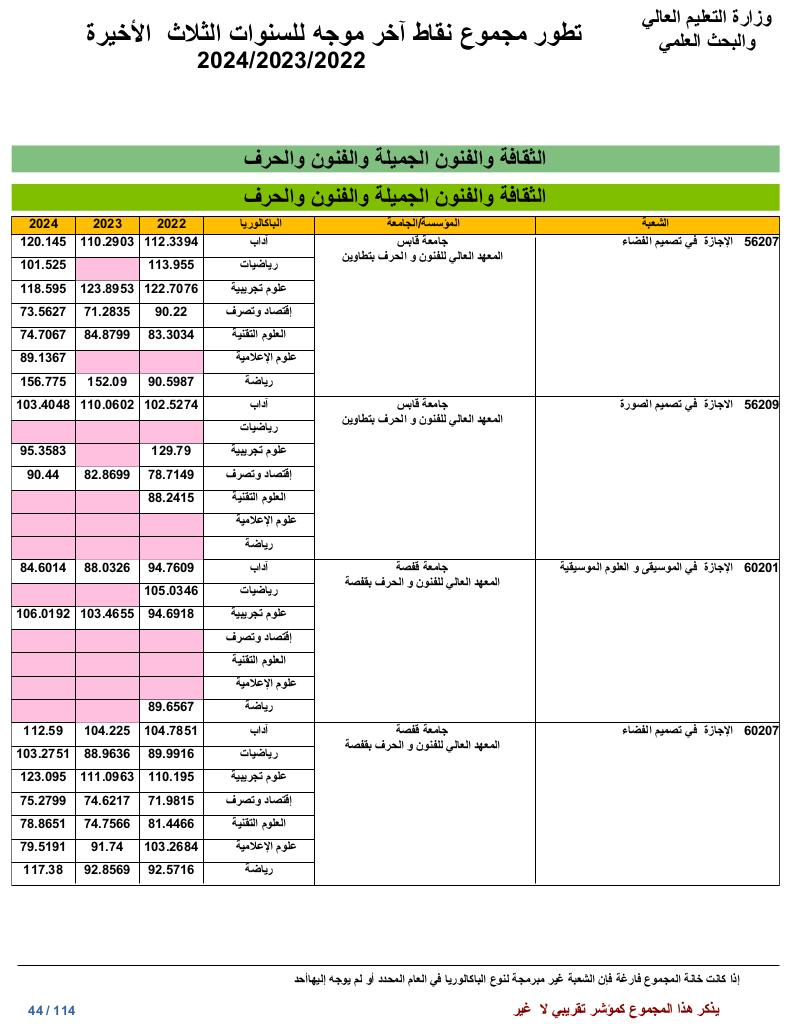 وزارة التعليم العالي
والبحث العلمي
تطور مجموع نقاط آخر موجه للسنوات الثلاث الأخيرة
2024/2023/2022
الثقافة والفنون الجميلة والفنون والحرف
الثقافة والفنون الجميلة والفنون والحرف
الشعبة المؤسسة/الجامعة الباكالوريا 2022 2023 2024
56207 الإجازة في تصميم الفضاء جامعة قابس آداب 112.3394 110.2903 120.145
المعهد العالي للفنون و الحرف بتطاوين
رياضيات 113.955 101.525
علوم تجريبية 122.7076 123.8953 118.595
إقتصاد وتصرف 90.22 71.2835 73.5627
العلوم التقنية 83.3034 84.8799 74.7067
علوم الإعلامية 89.1367
رياضة 90.5987 152.09 156.775
56209 الاجازة في تصميم الصورة جامعة قابس آداب 102.5274 110.0602 103.4048
المعهد العالي للفنون و الحرف بتطاوين
رياضيات
علوم تجريبية 129.79 95.3583
إقتصاد وتصرف 78.7149 82.8699 90.44
العلوم التقنية 88.2415
علوم الإعلامية
رياضة
60201 الاجازة في الموسيقى و العلوم الموسيقية جامعة قفصة آداب 94.7609 88.0326 84.6014
المعهد العالي للفنون و الحرف بقفصة
رياضيات 105.0346
علوم تجريبية 94.6918 103.4655 106.0192
إقتصاد وتصرف
العلوم التقنية
علوم الإعلامية
رياضة 89.6567
60207 الإجازة في تصميم الفضاء جامعة قفصة آداب 104.7851 104.225 112.59
المعهد العالي للفنون و الحرف بقفصة
رياضيات 89.9916 88.9636 103.2751
علوم تجريبية 110.195 111.0963 123.095
إقتصاد وتصرف 71.9815 74.6217 75.2799
العلوم التقنية 81.4466 74.7566 78.8651
علوم الإعلامية 103.2684 91.74 79.5191
رياضة 92.5716 92.8569 117.38
إذا كانت خانة المجموع فارغة فإن الشعبة غير مبرمجة لنوع الباكالوريا في العام المحدد أو لم يوجه إليهاأحد
يذكر هذا المجموع كمؤشر تقريبي لا غير
44 / 114